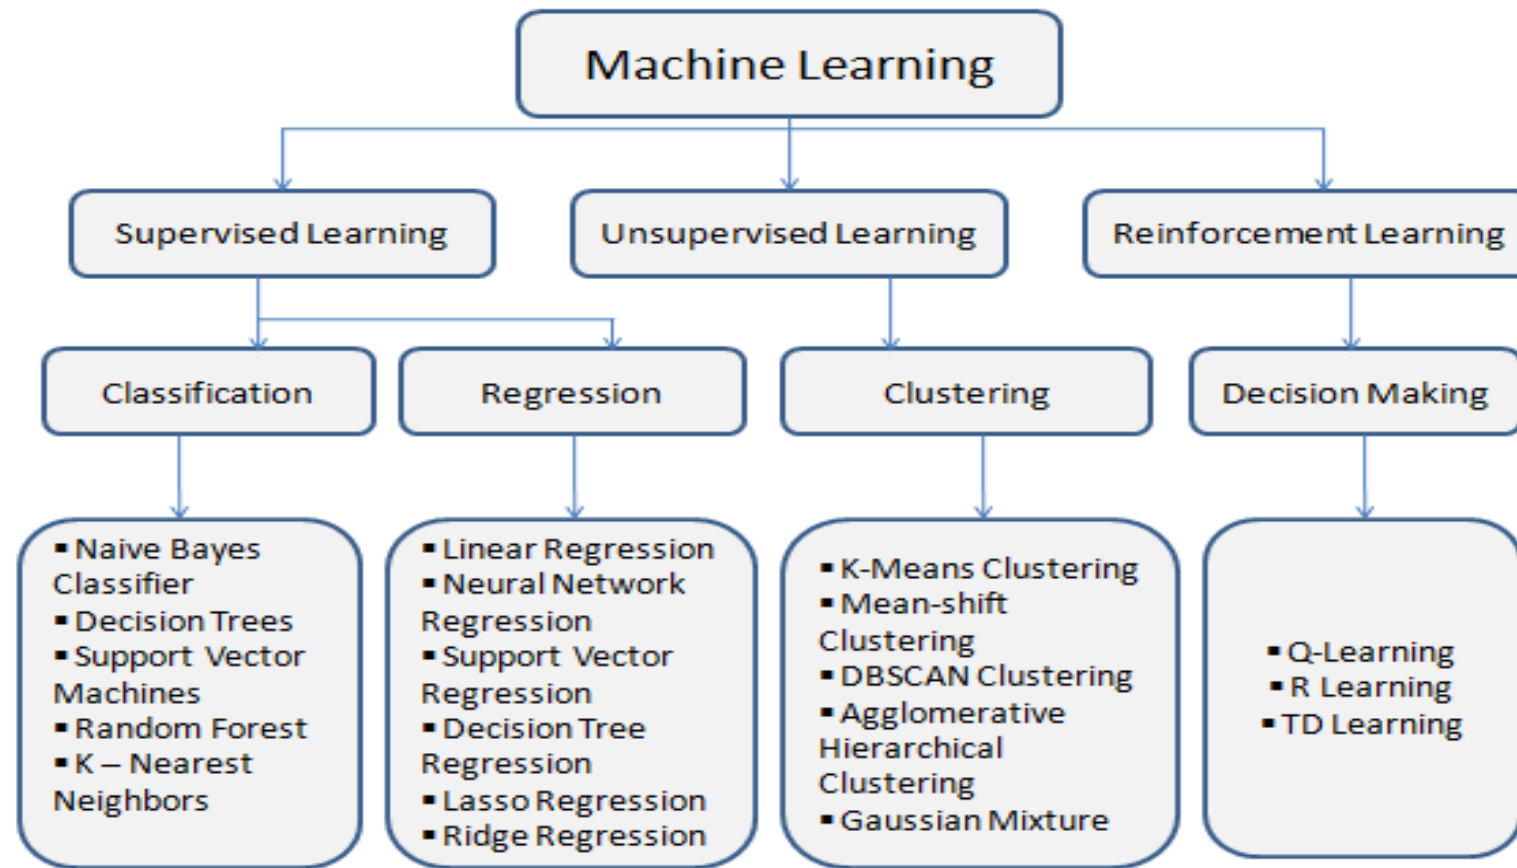 Machine Learning
Supervised Learning
Unsupervised Learning
Reinforcement Learning
Classification
Regression
Clustering
Decision Making
▪ Naive Bayes
Classifier
▪ Decision Trees
▪ Support Vector
Machines
▪ Random Forest
▪ K – Nearest
Neighbors
▪ Linear Regression
▪ Neural Network
Regression
▪ Support Vector
Regression
▪ Decision Tree
Regression
▪ Lasso Regression
▪ Ridge Regression
▪ K-Means Clustering
▪ Mean-shift
Clustering
▪ DBSCAN Clustering
▪ Agglomerative
Hierarchical
Clustering
▪ Gaussian Mixture
▪ Q-Learning
▪ R Learning
▪ TD Learning